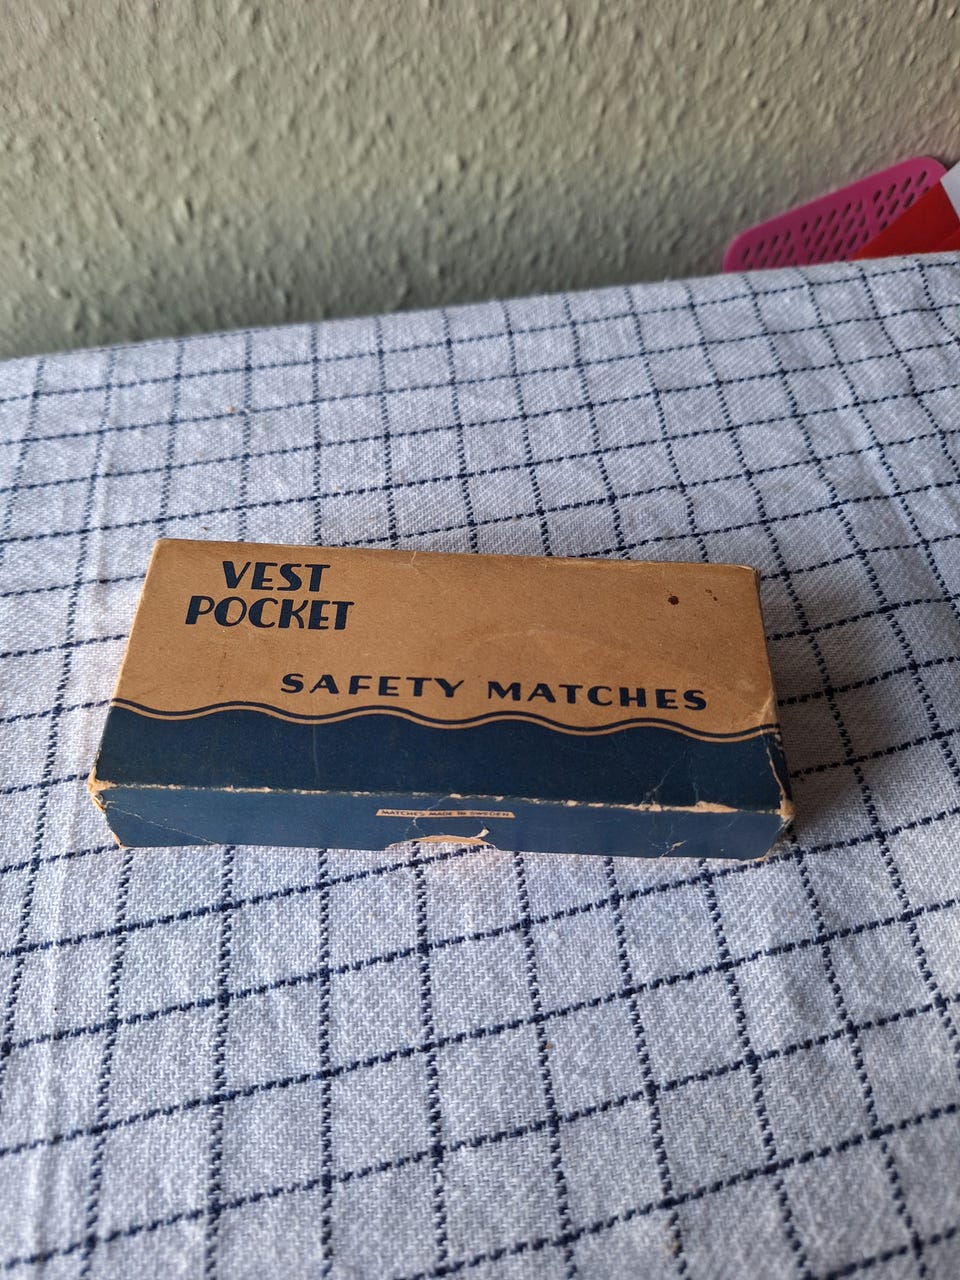 VEST
POCKET
SAFETY MATCHES
MATCHES MADE IN SWEDEN